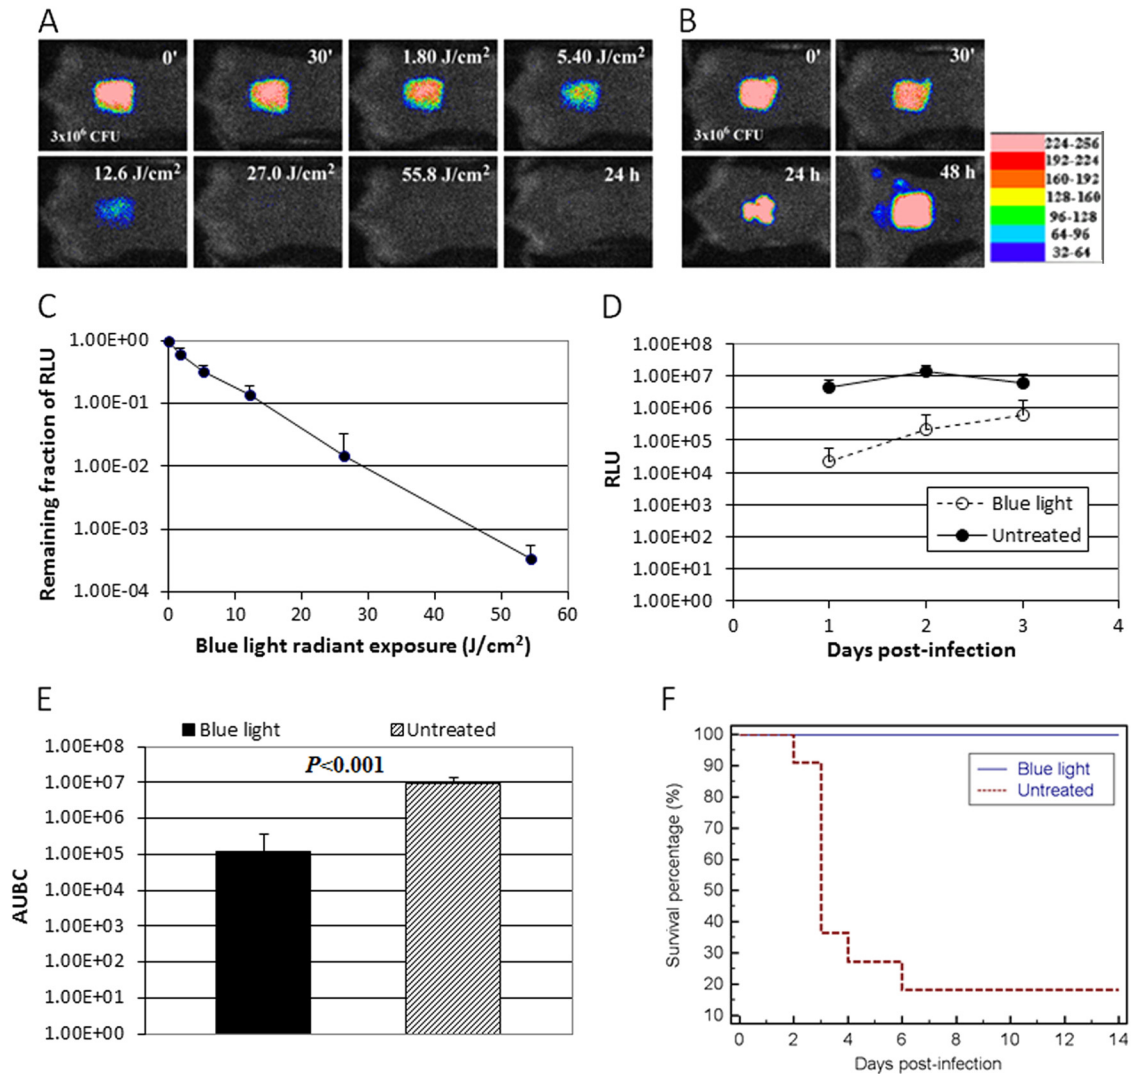 A
B
0'
30'
1.80 J/cm²
5.40 J/cm²
3x10⁶ CFU
12.6 J/cm²
27.0 J/cm²
55.8 J/cm²
24 h
0'
30'
3x10⁶ CFU
24 h
48 h
224-256
192-224
160-192
128-160
96-128
64-96
32-64
C
Remaining fraction of RLU
1.00E+00
1.00E-01
1.00E-02
1.00E-03
1.00E-04
0 10 20 30 40 50 60
Blue light radiant exposure (J/cm²)
D
RLU
1.00E+08
1.00E+07
1.00E+06
1.00E+05
1.00E+04
1.00E+03
1.00E+02
1.00E+01
1.00E+00
Blue light
Untreated
0 1 2 3 4
Days post-infection
E
Blue light Untreated
P<0.001
AUBC
1.00E+08
1.00E+07
1.00E+06
1.00E+05
1.00E+04
1.00E+03
1.00E+02
1.00E+01
1.00E+00
F
Survival percentage (%)
100
90
80
70
60
50
40
30
20
10
Blue light
Untreated
0 2 4 6 8 10 12 14
Days post-infection